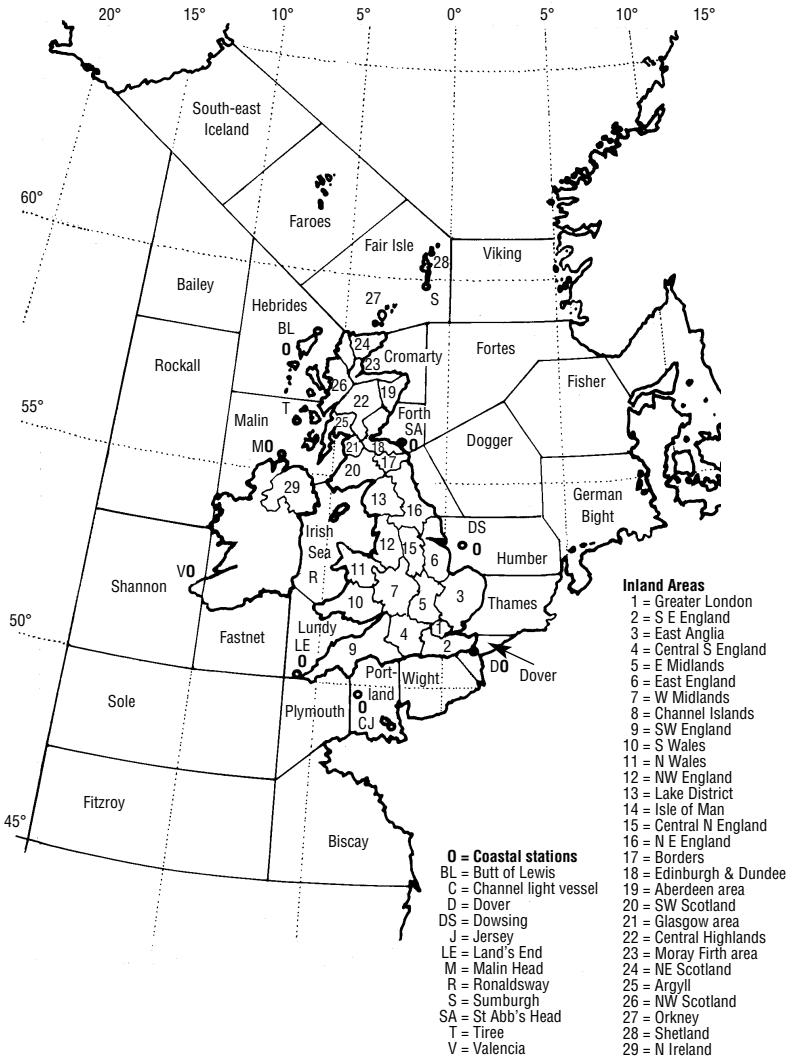 20° 15° 10° 5° 0° 5° 10° 15°
South-east
Iceland
60°
Faroes
Fair Isle
Viking
28
Bailey
S
27
Hebrides
BL
O
24
Cromarty
Fortes
23
Rockall
26
Fisher
19
22
55°
T
Forth
Malin
25
SA
O
Dogger
MO
21
18
17
20
29
13
German
Bight
16
Irish
Sea
DS
O
12
15
Humber
6
VO
11
R
Shannon
7
3
10
5
Thames
50°
Lundy
1
Fastnet
LE
4
O
9
2
DO
Dover
Port-
land
Wight
Sole
O
Plymouth
CJ
Fitzroy
45°
Biscay
Inland Areas
1 = Greater London
2 = S E England
3 = East Anglia
4 = Central S England
5 = E Midlands
6 = East England
7 = W Midlands
8 = Channel Islands
9 = SW England
10 = S Wales
11 = N Wales
12 = NW England
13 = Lake District
14 = Isle of Man
15 = Central N England
16 = N E England
17 = Borders
18 = Edinburgh & Dundee
19 = Aberdeen area
20 = SW Scotland
21 = Glasgow area
22 = Central Highlands
23 = Moray Firth area
24 = NE Scotland
25 = Argyll
26 = NW Scotland
27 = Orkney
28 = Shetland
29 = N Ireland
O = Coastal stations
BL = Butt of Lewis
C = Channel light vessel
D = Dover
DS = Dowsing
J = Jersey
LE = Land's End
M = Malin Head
R = Ronaldsway
S = Sumburgh
SA = St Abb's Head
T = Tiree
V = Valencia